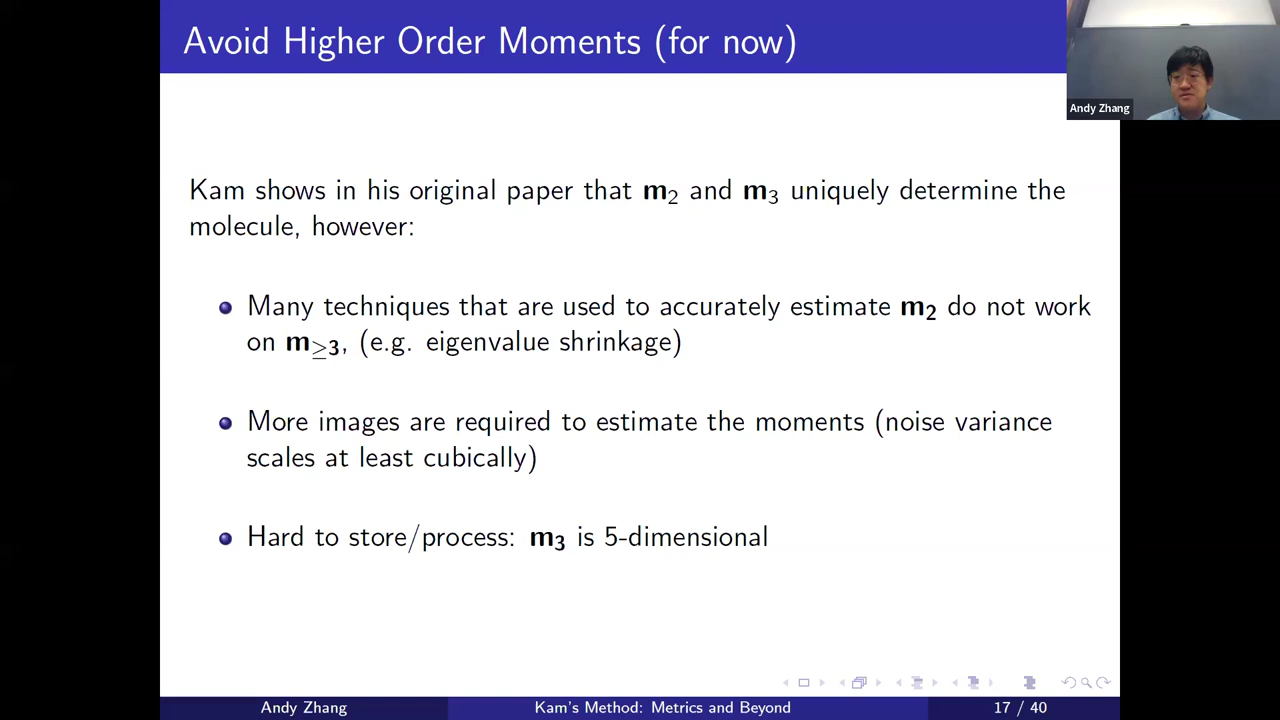 Avoid Higher Order Moments (for now)
Andy Zhang
Kam shows in his original paper that m₂ and m₃ uniquely determine the
molecule, however:
Many techniques that are used to accurately estimate m₂ do not work
on m≥3, (e.g. eigenvalue shrinkage)
More images are required to estimate the moments (noise variance
scales at least cubically)
Hard to store/process: m₃ is 5-dimensional
Andy Zhang
Kam's Method: Metrics and Beyond
17 / 40